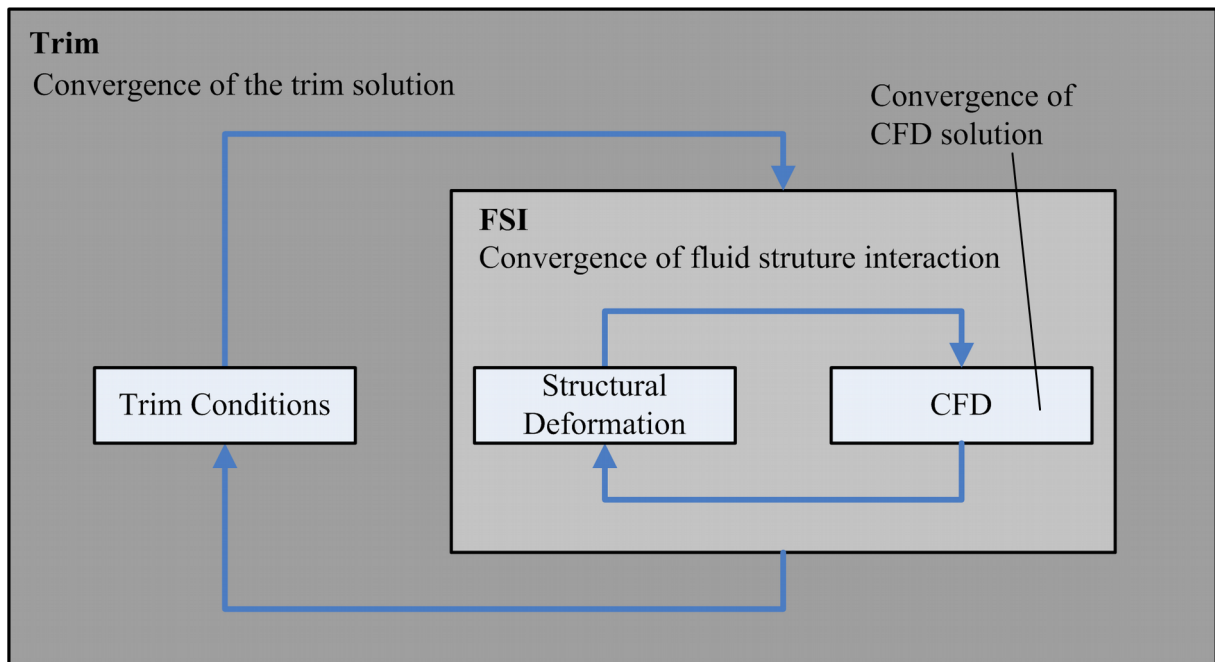 Trim
Convergence of the trim solution
Convergence of
CFD solution
FSI
Convergence of fluid struture interaction
Trim Conditions
Structural
Deformation
CFD